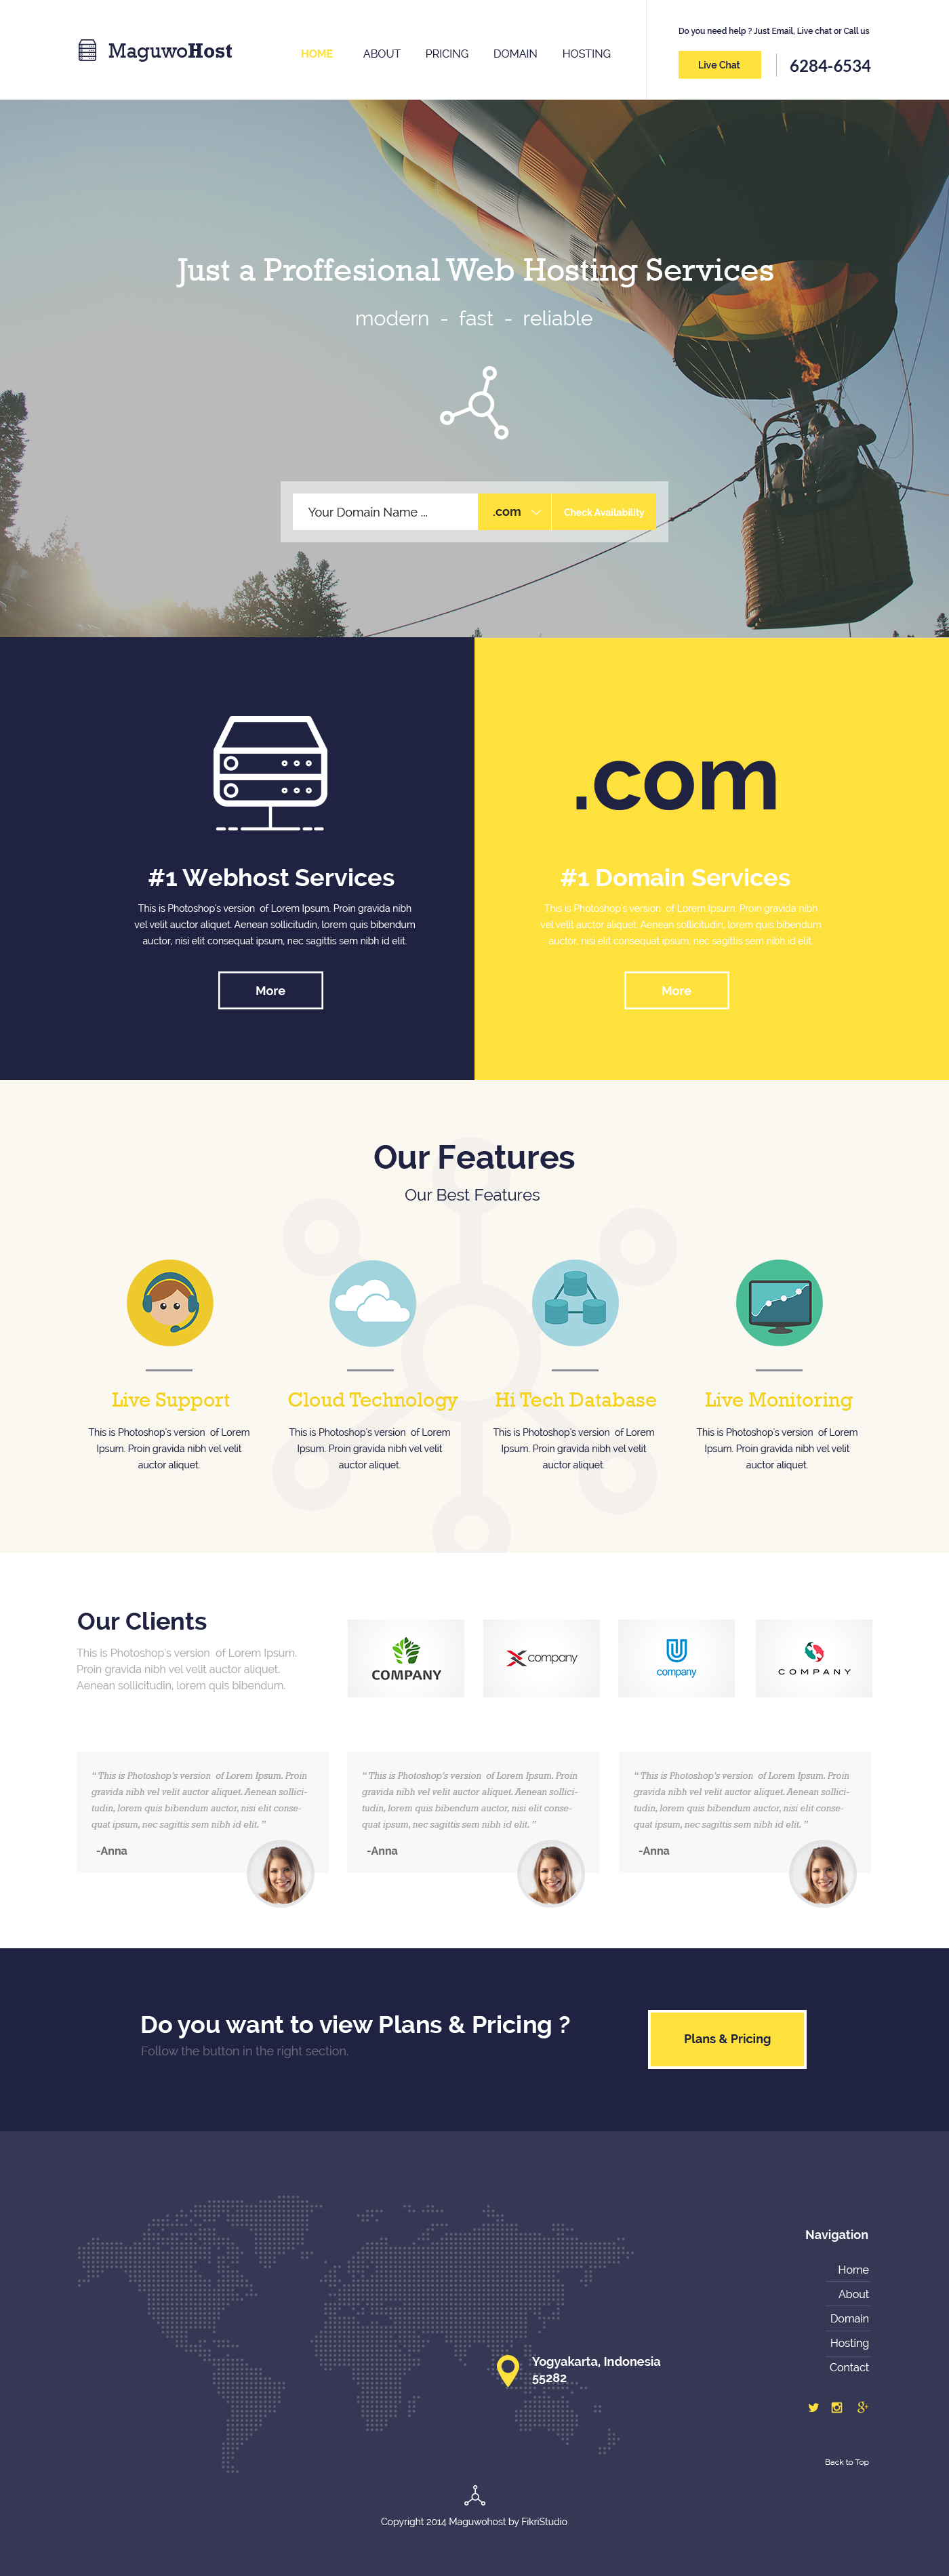 MaguwoHost
HOME ABOUT PRICING DOMAIN HOSTING
Do you need help ? Just Email, Live chat or Call us
Live Chat
6284-6534
Just a Proffesional Web Hosting Services
modern - fast - reliable
Your Domain Name ...
.com
Check Availability
#1 Webhost Services
This is Photoshop's version of Lorem Ipsum. Proin gravida nibh
vel velit auctor aliquet. Aenean sollicitudin, lorem quis bibendum
auctor, nisi elit consequat ipsum, nec sagittis sem nibh id elit.
More
.com
#1 Domain Services
This is Photoshop's version of Lorem Ipsum. Proin gravida nibh
vel velit auctor aliquet. Aenean sollicitudin, lorem quis bibendum
auctor, nisi elit consequat ipsum, nec sagittis sem nibh id elit.
More
Our Features
Our Best Features
Live Support
This is Photoshop's version of Lorem
Ipsum. Proin gravida nibh vel velit
auctor aliquet.
Cloud Technology
This is Photoshop's version of Lorem
Ipsum. Proin gravida nibh vel velit
auctor aliquet.
Hi Tech Database
This is Photoshop's version of Lorem
Ipsum. Proin gravida nibh vel velit
auctor aliquet.
Live Monitoring
This is Photoshop's version of Lorem
Ipsum. Proin gravida nibh vel velit
auctor aliquet.
Our Clients
This is Photoshop's version of Lorem Ipsum.
Proin gravida nibh vel velit auctor aliquet.
Aenean sollicitudin, lorem quis bibendum.
COMPANY
company
company
COMPANY
“ This is Photoshop's version of Lorem Ipsum. Proin
gravida nibh vel velit auctor aliquet. Aenean sollici-
tudin, lorem quis bibendum auctor, nisi elit conse-
quat ipsum, nec sagittis sem nibh id elit. ”
-Anna
“ This is Photoshop's version of Lorem Ipsum. Proin
gravida nibh vel velit auctor aliquet. Aenean sollici-
tudin, lorem quis bibendum auctor, nisi elit conse-
quat ipsum, nec sagittis sem nibh id elit. ”
-Anna
“ This is Photoshop's version of Lorem Ipsum. Proin
gravida nibh vel velit auctor aliquet. Aenean sollici-
tudin, lorem quis bibendum auctor, nisi elit conse-
quat ipsum, nec sagittis sem nibh id elit. ”
-Anna
Do you want to view Plans & Pricing ?
Follow the button in the right section.
Plans & Pricing
Yogyakarta, Indonesia
55282
Navigation
Home
About
Domain
Hosting
Contact
Back to Top
Copyright 2014 Maguwohost by FikriStudio